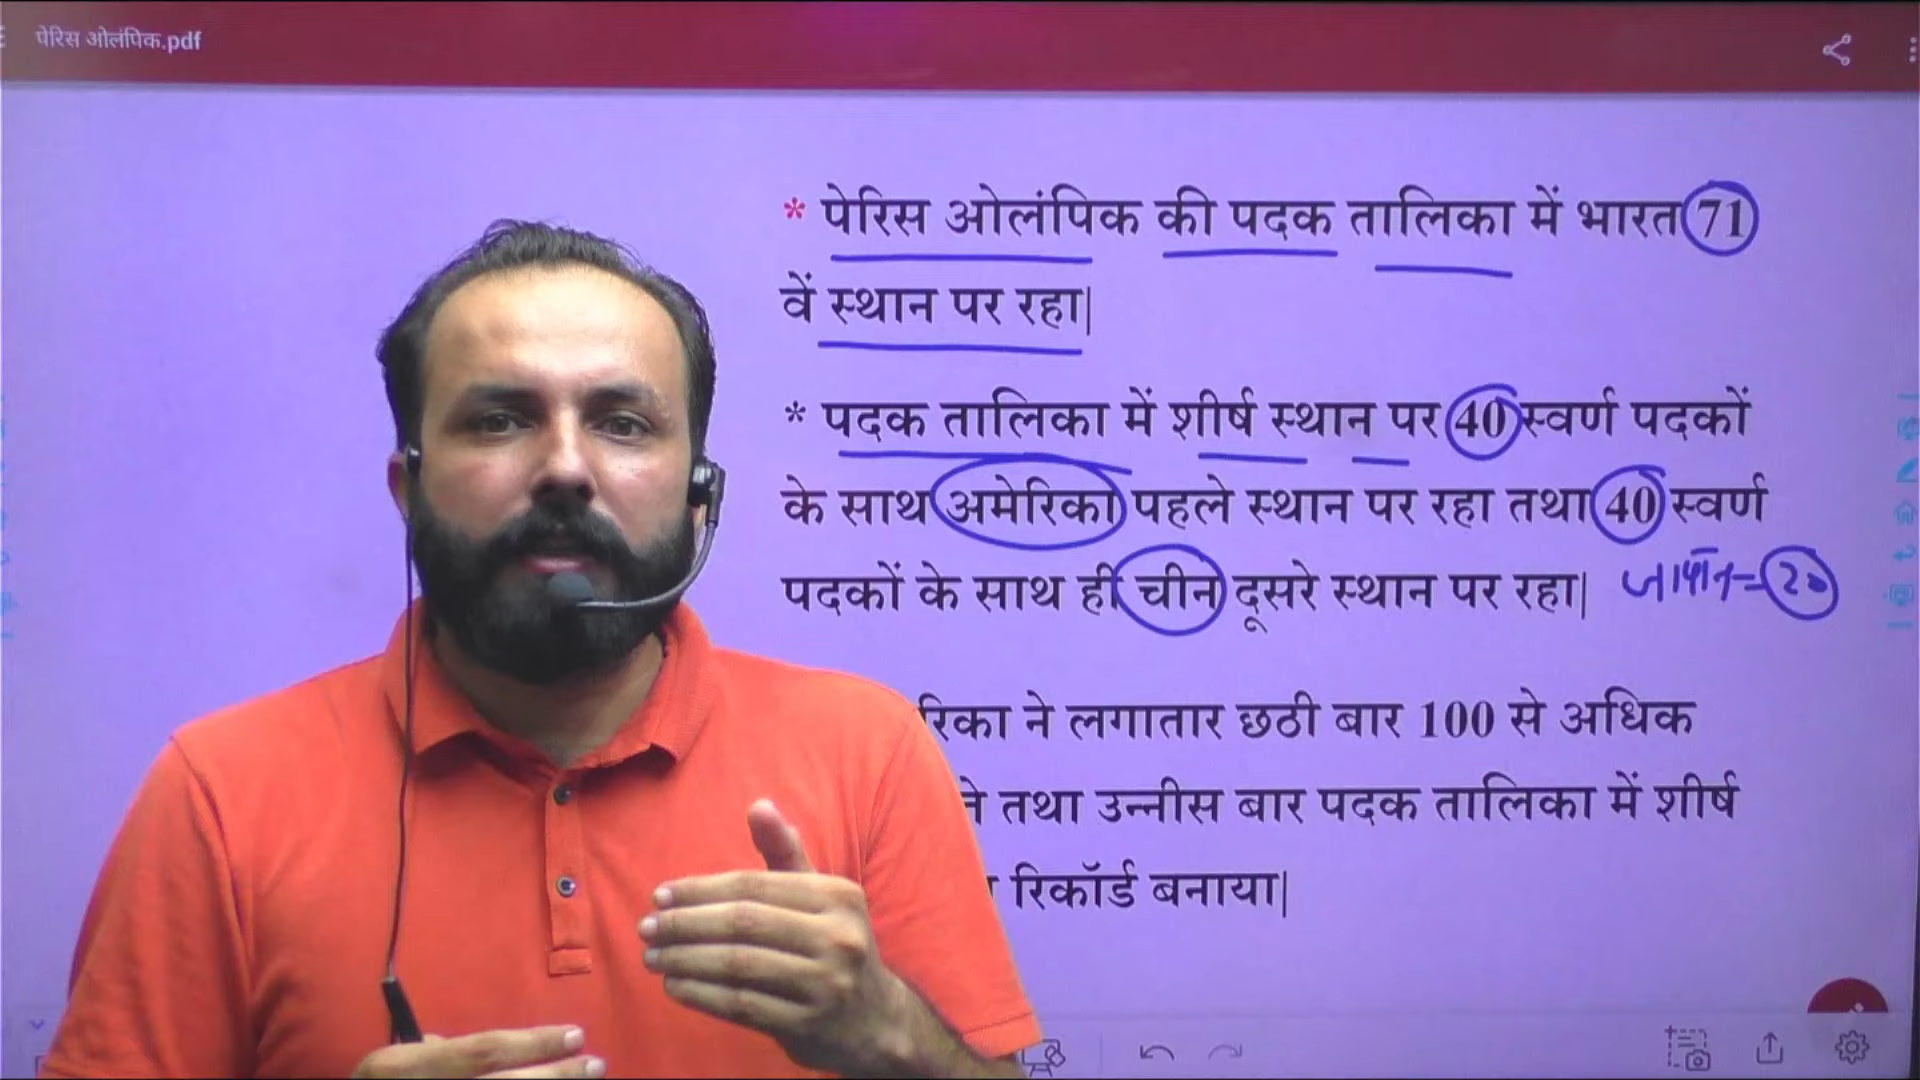 पेरिस ओलंपिक.pdf
* पेरिस ओलंपिक की पदक तालिका में भारत 71
वें स्थान पर रहा|
* पदक तालिका में शीर्ष स्थान पर 40 स्वर्ण पदकों
के साथ अमेरिका पहले स्थान पर रहा तथा 40 स्वर्ण
पदकों के साथ ही चीन दूसरे स्थान पर रहा| जापान=20
रिका ने लगातार छठी बार 100 से अधिक
ते तथा उन्नीस बार पदक तालिका में शीर्ष
रिकॉर्ड बनाया|